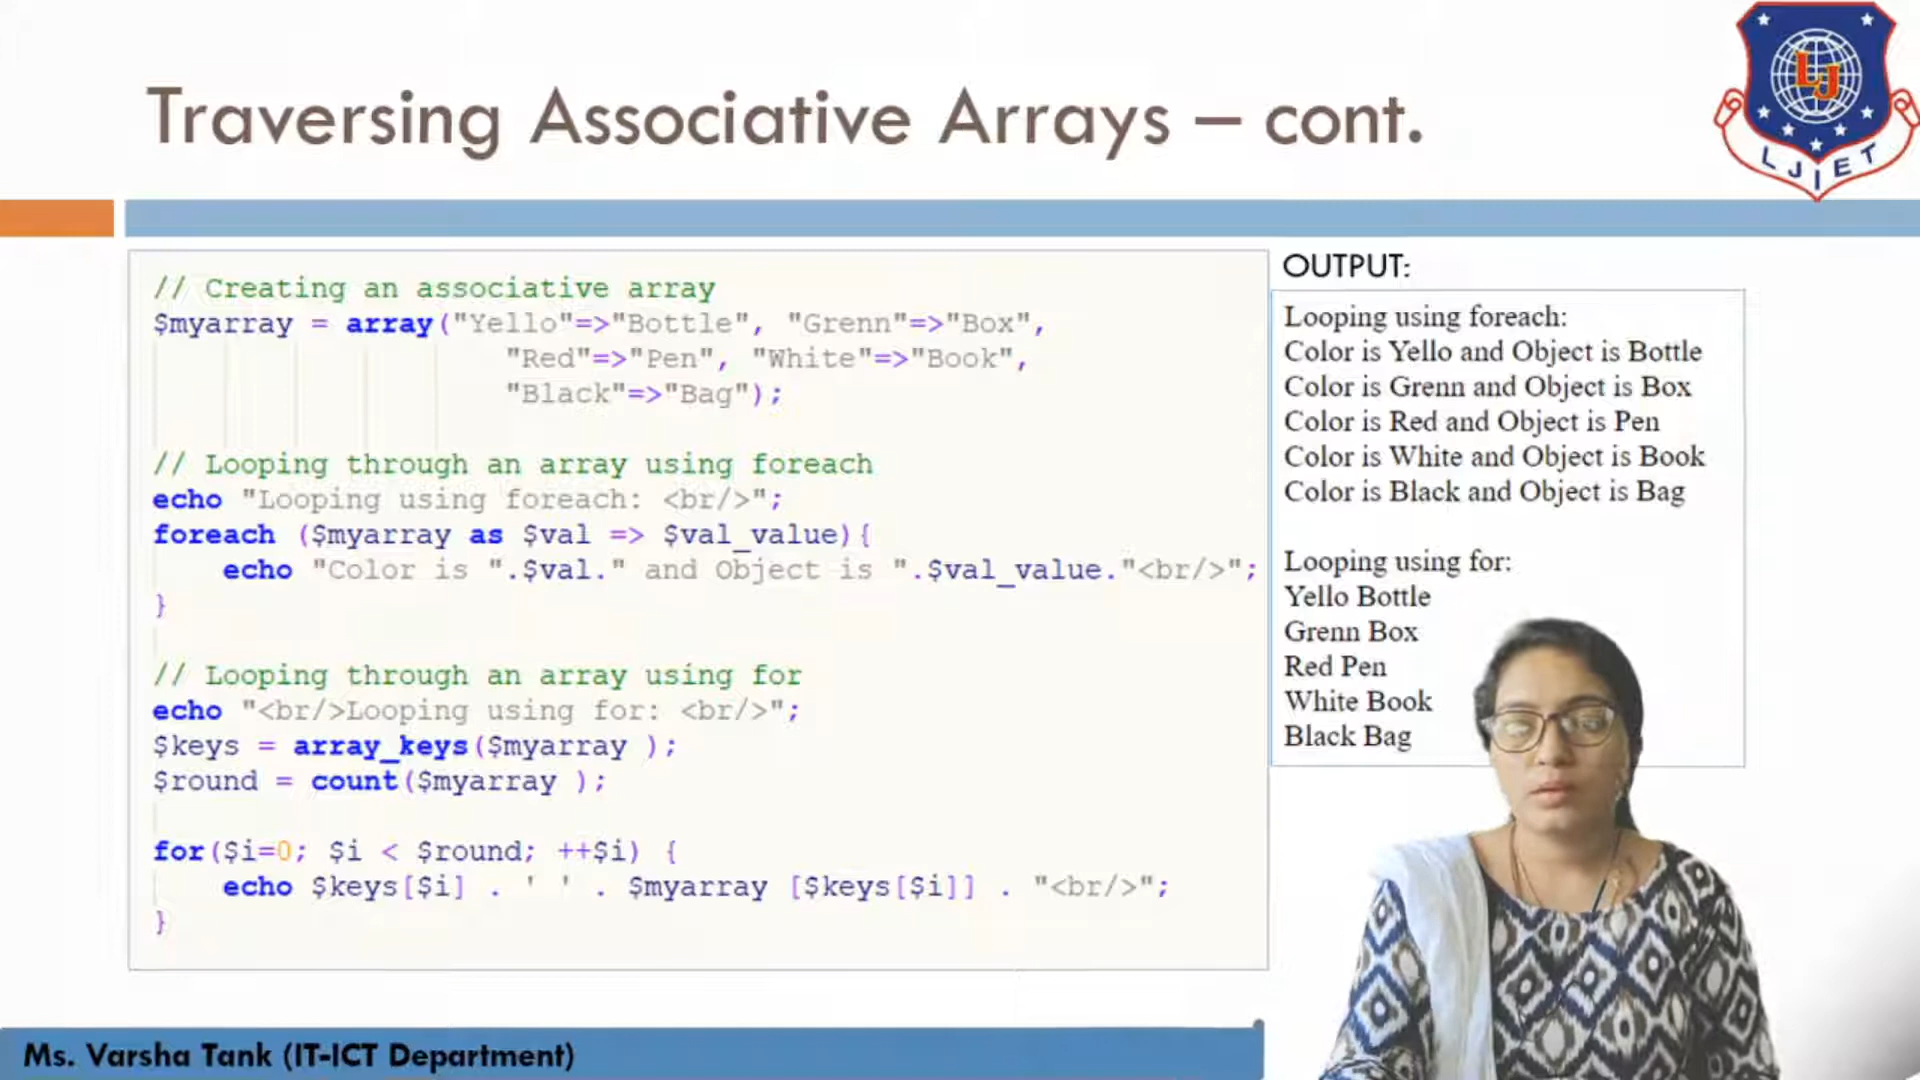 Traversing Associative Arrays – cont.
LJ
LJIET
// Creating an associative array
$myarray = array("Yello"=>"Bottle", "Grenn"=>"Box",
"Red"=>"Pen", "White"=>"Book",
"Black"=>"Bag");
// Looping through an array using foreach
echo "Looping using foreach: <br/>";
foreach ($myarray as $val => $val_value){
echo "Color is ".$val." and Object is ".$val_value."<br/>";
}
// Looping through an array using for
echo "<br/>Looping using for: <br/>";
$keys = array_keys($myarray );
$round = count($myarray );
for($i=0; $i < $round; ++$i) {
echo $keys[$i] . ' ' . $myarray [$keys[$i]] . "<br/>";
}
OUTPUT:
Looping using foreach:
Color is Yello and Object is Bottle
Color is Grenn and Object is Box
Color is Red and Object is Pen
Color is White and Object is Book
Color is Black and Object is Bag
Looping using for:
Yello Bottle
Grenn Box
Red Pen
White Book
Black Bag
Ms. Varsha Tank (IT-ICT Department)